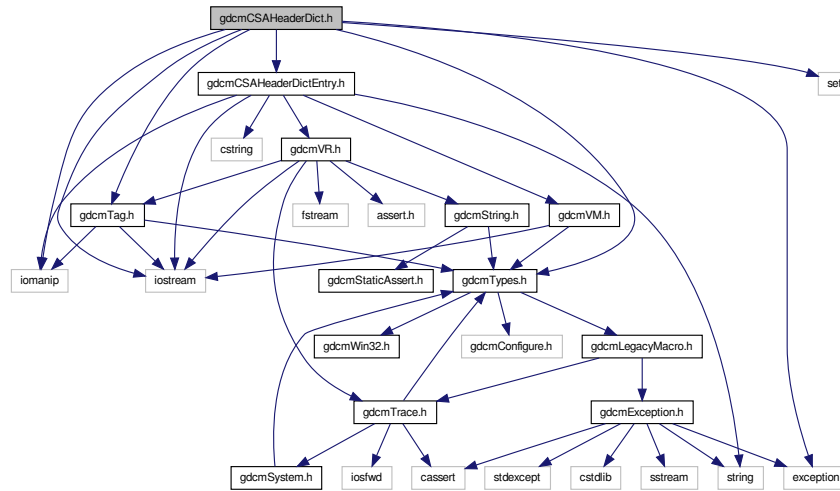 gdcmCSAHeaderDict.h
gdcmCSAHeaderDictEntry.h
set
cstring
gdcmVR.h
gdcmTag.h
fstream
assert.h
gdcmString.h
gdcmVM.h
iomanip
iostream
gdcmStaticAssert.h
gdcmTypes.h
gdcmWin32.h
gdcmConfigure.h
gdcmLegacyMacro.h
gdcmTrace.h
gdcmException.h
gdcmSystem.h
iosfwd
cassert
stdexcept
cstdlib
sstream
string
exception